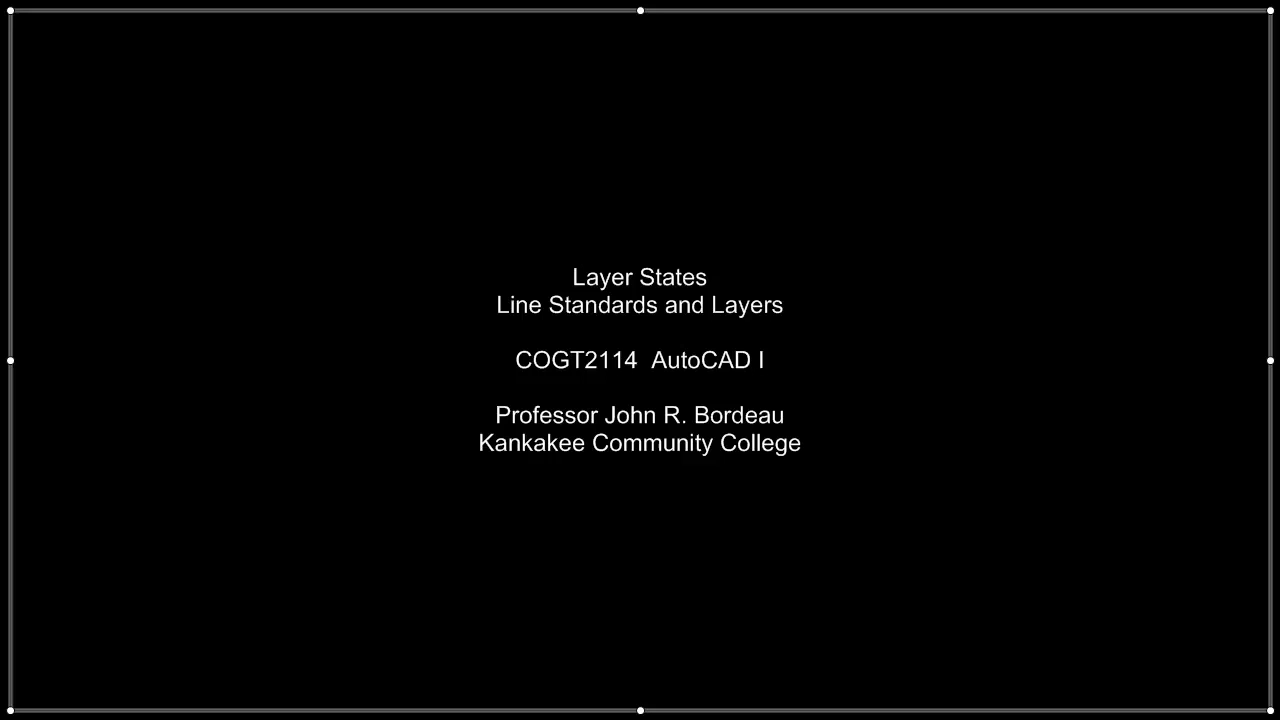 Layer States
Line Standards and Layers
COGT2114  AutoCAD I
Professor John R. Bordeau
Kankakee Community College